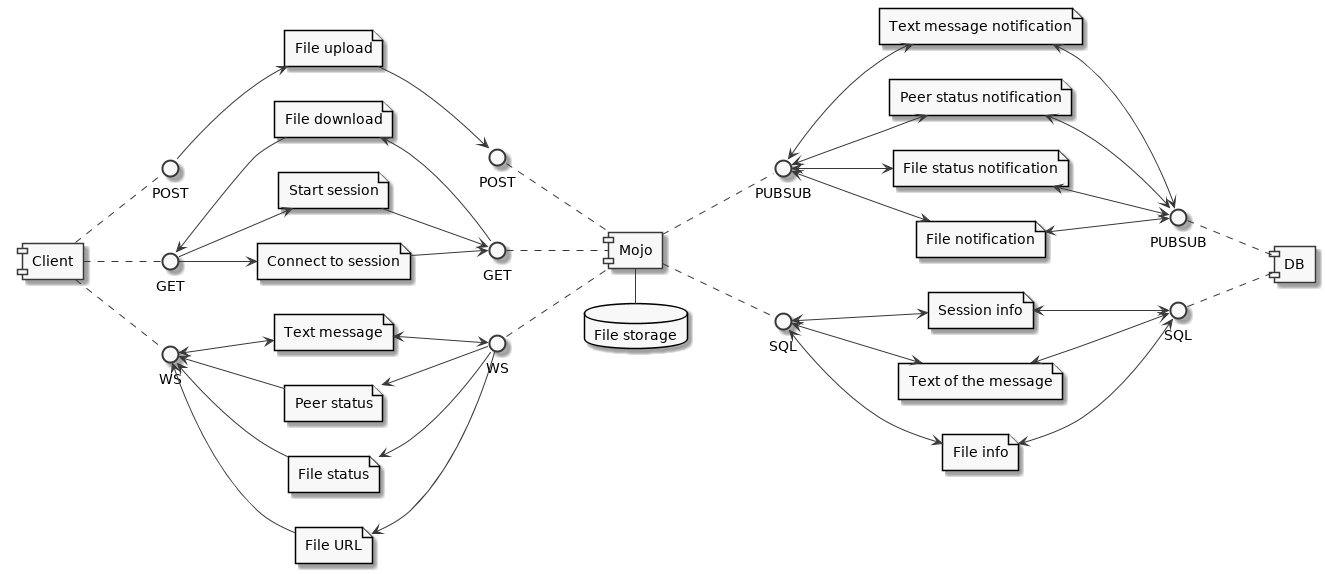 Text message notification
File upload
Peer status notification
File download
POST
POST
File status notification
Start session
PUBSUB
File notification
PUBSUB
Client
GET
Connect to session
GET
Mojo
DB
File storage
Session info
SQL
SQL
Text message
WS
WS
Text of the message
Peer status
File info
File status
File URL